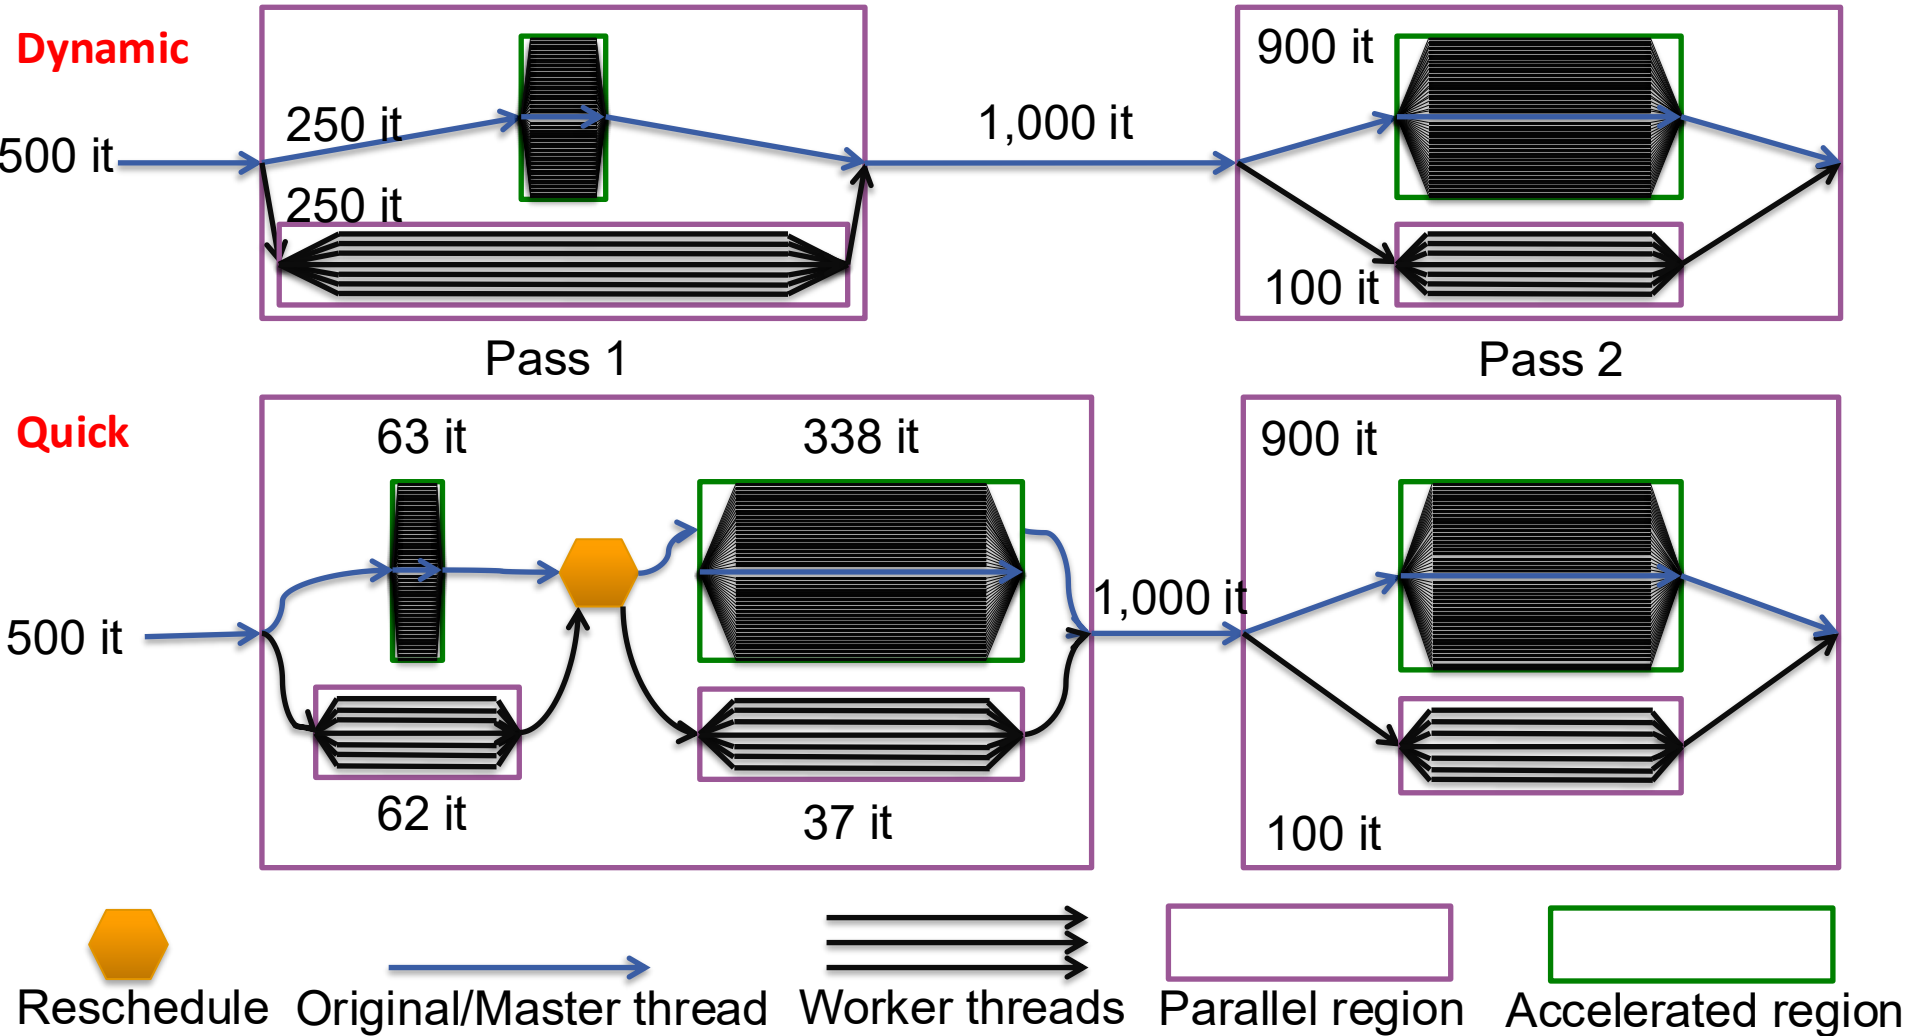 Dynamic
900 it
250 it
1,000 it
500 it
250 it
100 it
Pass 1
Pass 2
Quick
63 it
338 it
900 it
1,000 it
500 it
62 it
37 it
100 it
Reschedule
Original/Master thread
Worker threads
Parallel region
Accelerated region